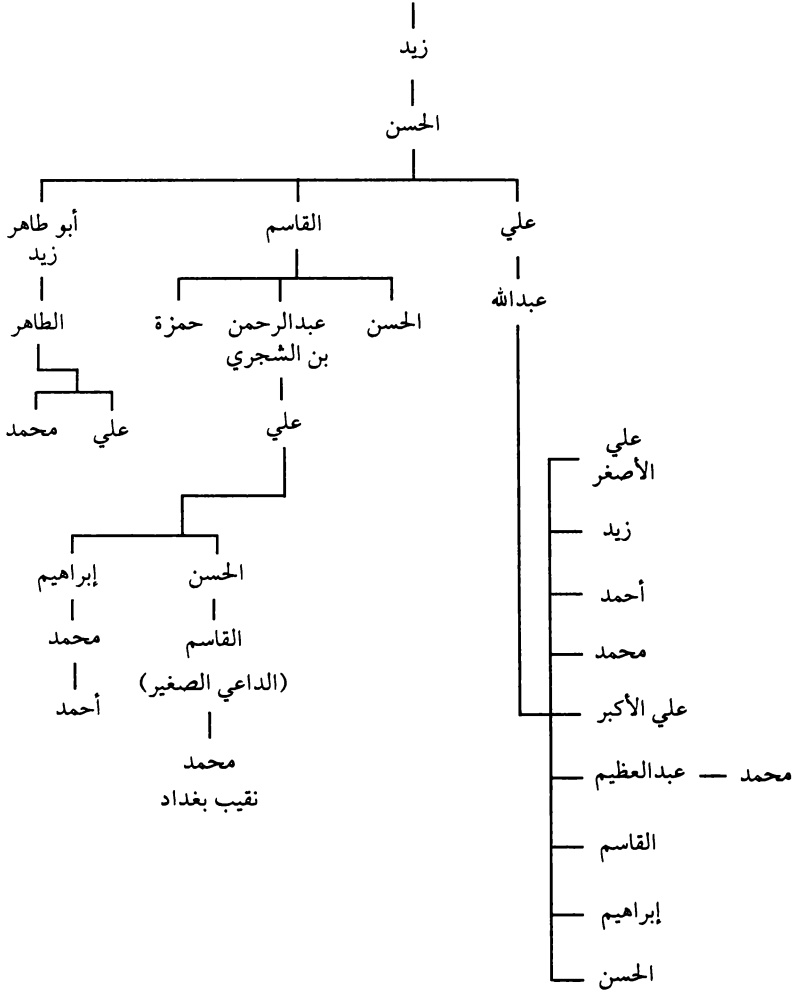 زيد
الحسن
علي
القاسم
أبو طاهر
زيد
عبدالله
الحسن
عبدالرحمن
بن الشجري
حمزة
الطاهر
علي
علي
محمد
علي
الأصغر
زيد
أحمد
محمد
علي الأكبر
عبدالعظيم — محمد
القاسم
إبراهيم
الحسن
الحسن
إبراهيم
القاسم
(الداعي الصغير)
محمد
محمد
أحمد
نقيب بغداد